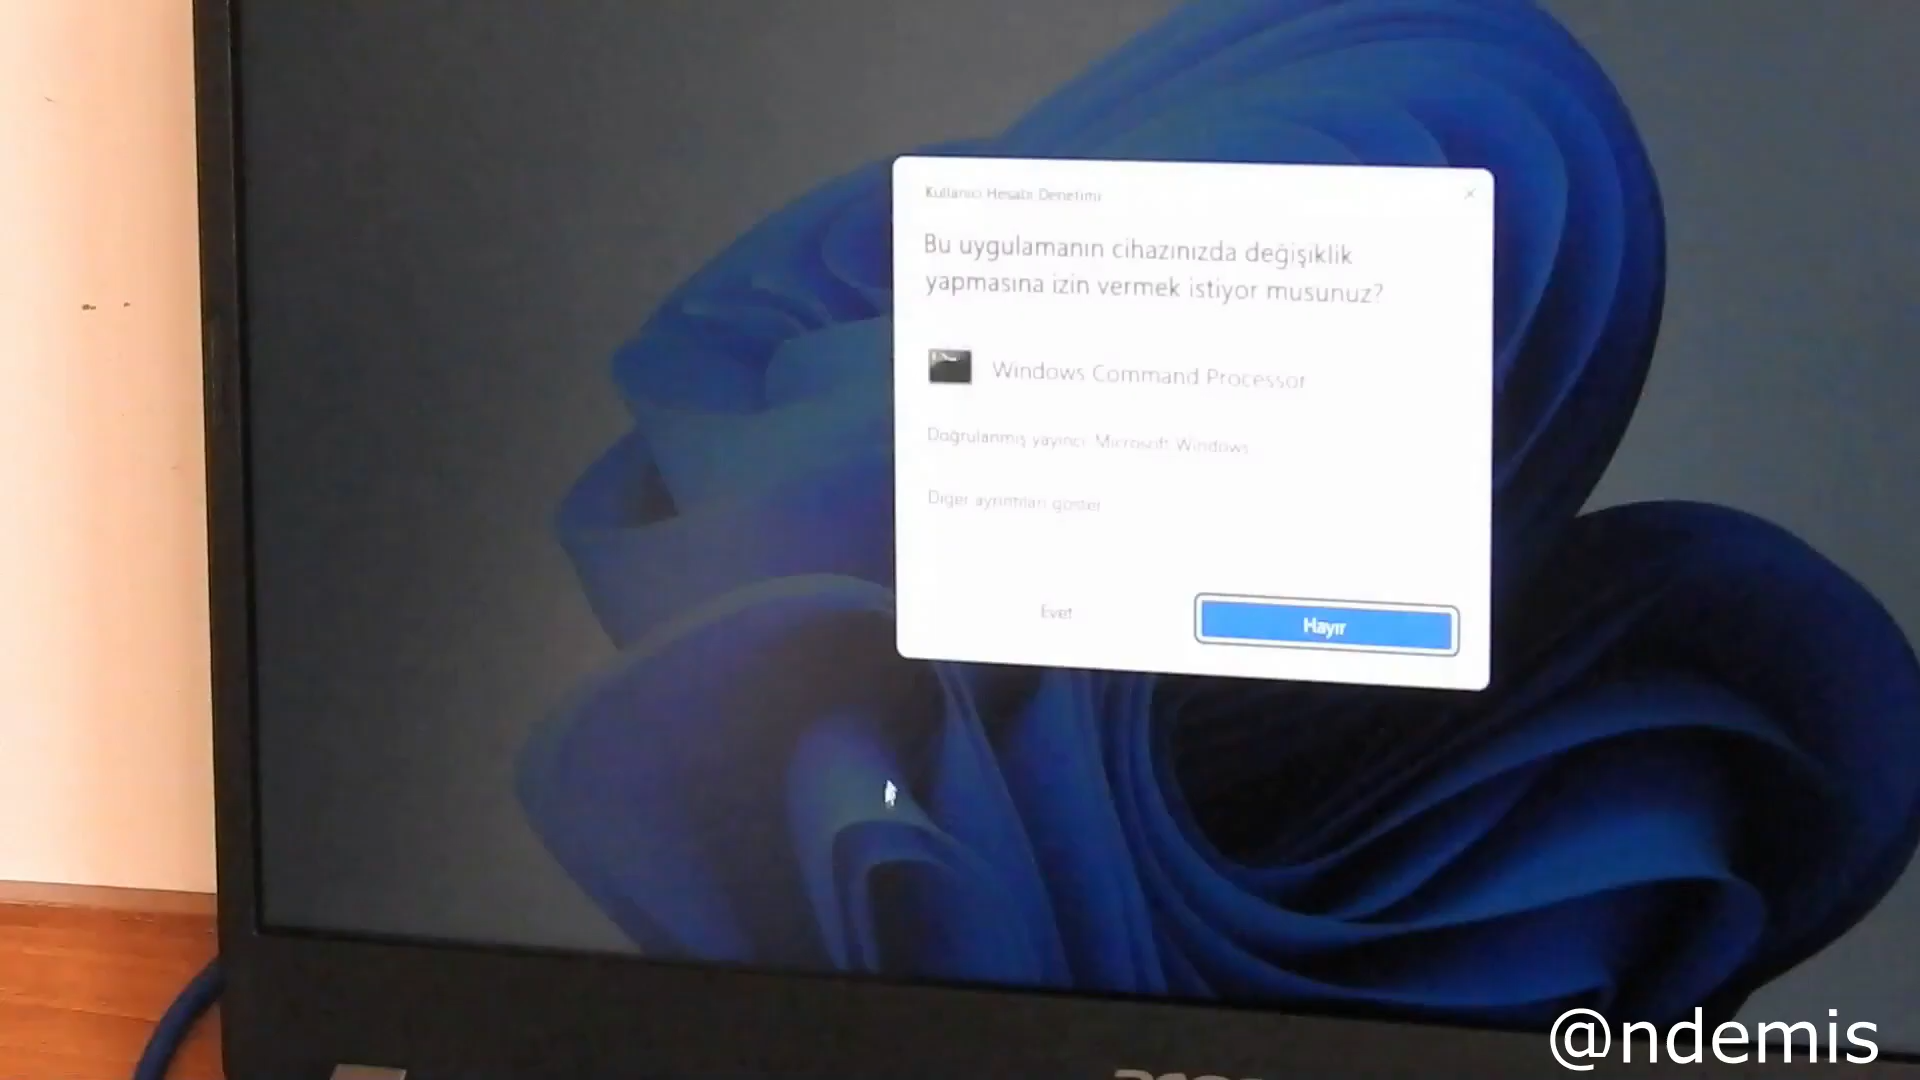 Kullanıcı Hesabı Denetimi
Bu uygulamanın cihazınızda değişiklik
yapmasına izin vermek istiyor musunuz?
Windows Command Processor
Doğrulanmış yayıncı: Microsoft Windows
Diğer ayrıntıları göster
Evet
Hayır
@ndemis